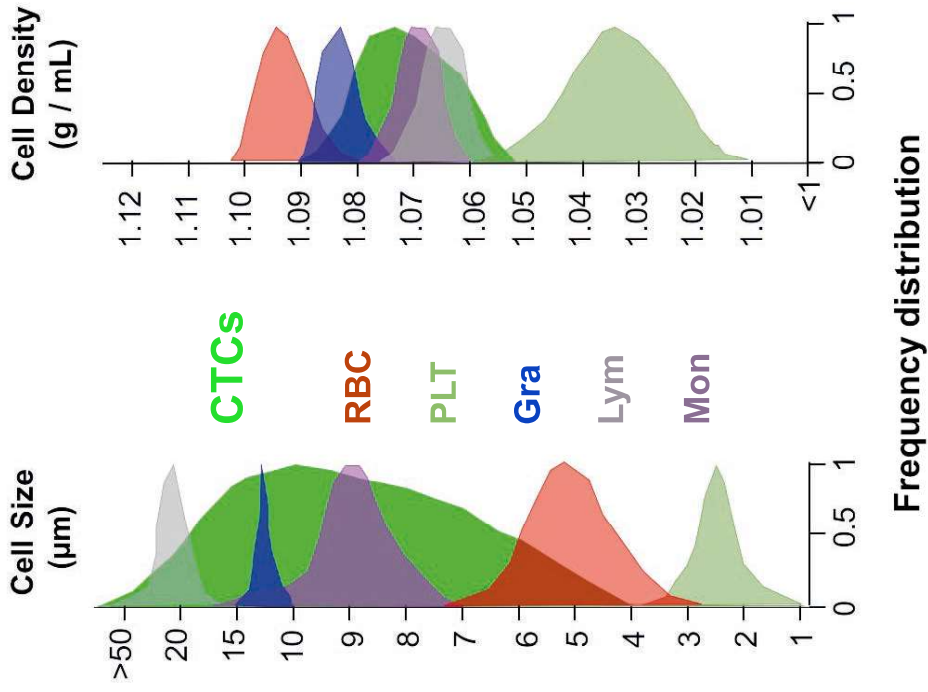 Cell Density
(g / mL)
1
0.5
0
1.12
1.11
1.10
1.09
1.08
1.07
1.06
1.05
1.04
1.03
1.02
1.01
<1
CTCs
RBC
PLT
Gra
Lym
Mon
Cell Size
(µm)
1
0.5
0
>50
20
15
10
9
8
7
6
5
4
3
2
1
Frequency distribution